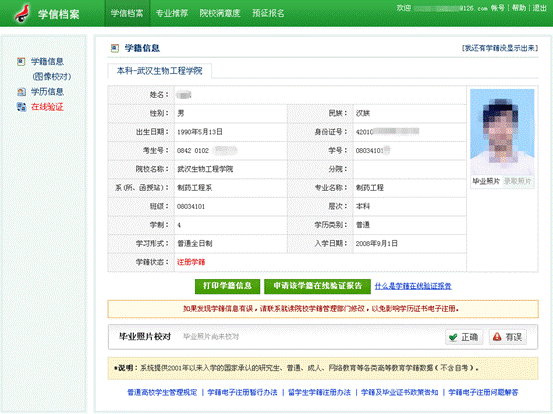 学信档案 学信档案 专业推荐 院校满意度 预征报名 欢迎 @126.com 帐号 | 帮助 | 退出
学籍信息
(图像校对)
学历信息
在线验证
学籍信息 [我还有学籍没显示出来]
本科-武汉生物工程学院
姓名：
性别： 男 民族： 汉族
出生日期： 1990年5月13日 身份证号： 42010
考生号： 0842 0102 学号： 08034101
院校名称： 武汉生物工程学院 分院：
系(所、函授站)： 制药工程系 专业名称： 制药工程
班级： 08034101 层次： 本科
学制： 4 学历类别： 普通
学习形式： 普通全日制 入学日期： 2008年9月1日
学籍状态： 注册学籍
毕业照片 录取照片
打印学籍信息 申请该学籍在线验证报告 什么是学籍在线验证报告
如果发现学籍信息有误，请联系就读院校学籍管理部门修改，以免影响学历证书电子注册。
毕业照片校对 毕业照片尚未校对 正确 有误
*说明：系统提供2001年以来入学的国家承认的研究生、普通、成人、网络教育等各类高等教育学籍数据（不含自考）。
普通高校学生管理规定 | 学籍电子注册暂行办法 | 留学生学籍注册办法 | 学籍及毕业证书政策告知 | 学籍电子注册问题解答